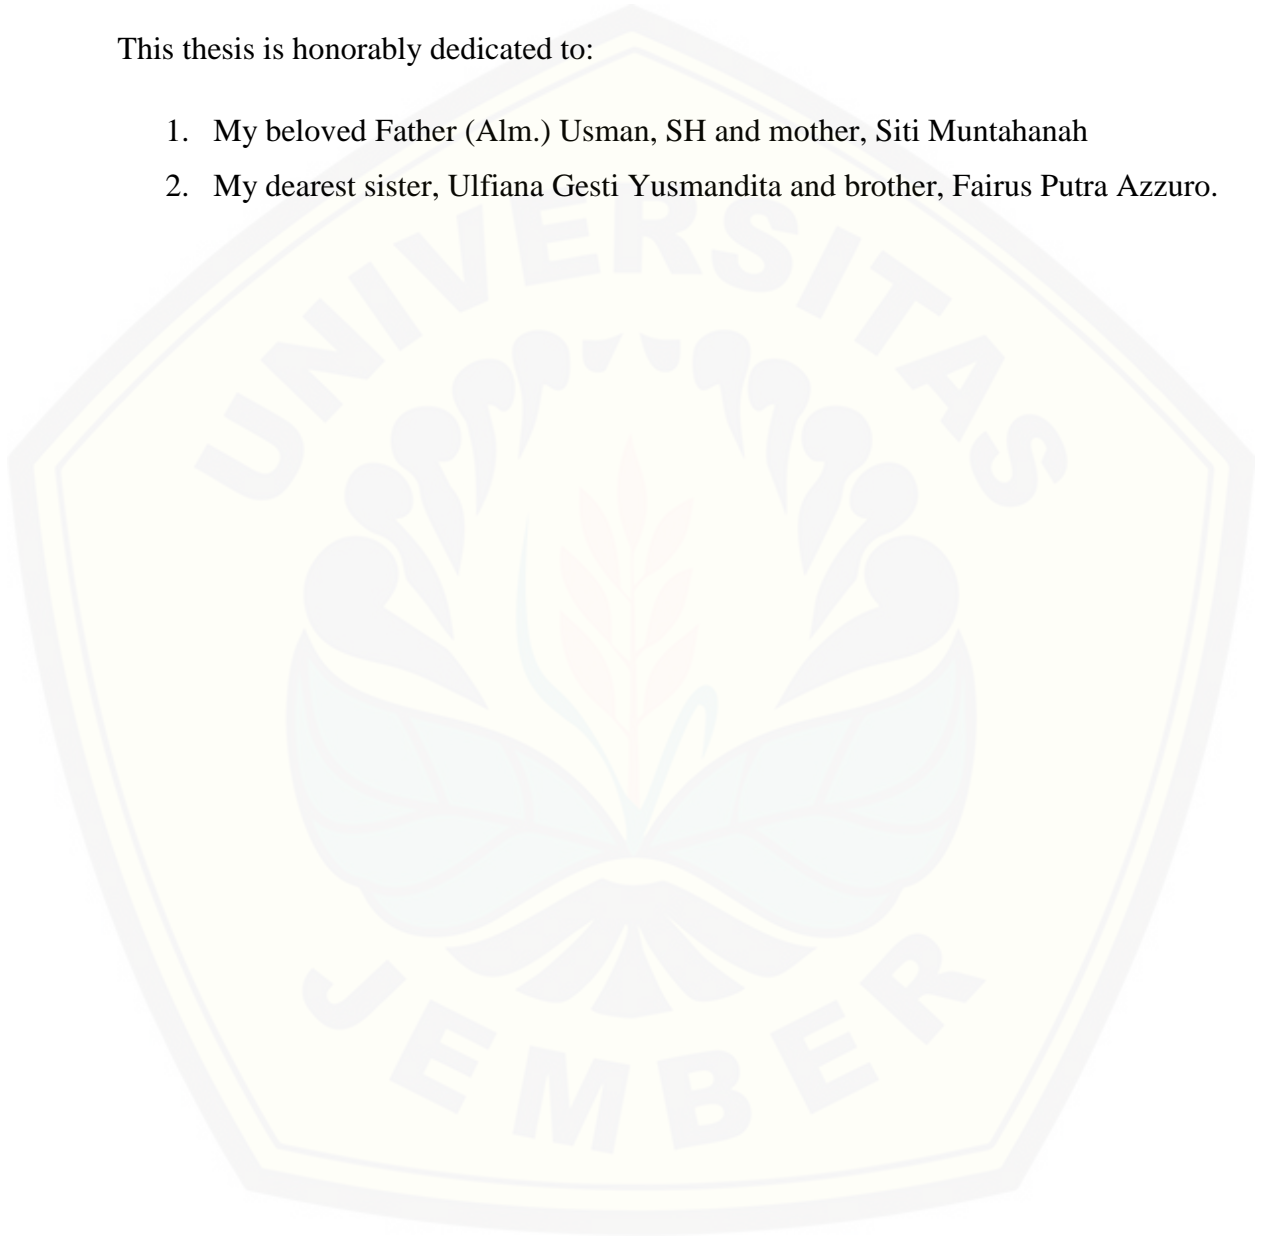 This thesis is honorably dedicated to:
1. My beloved Father (Alm.) Usman, SH and mother, Siti Muntahanah
2. My dearest sister, Ulfiana Gesti Yusmandita and brother, Fairus Putra Azzuro.
UNIVERSITAS
JEMBER